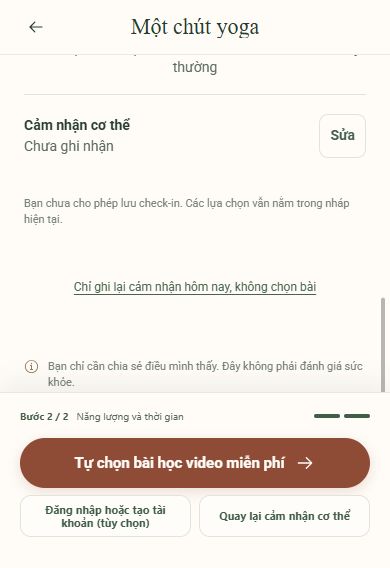 Một chút yoga
thường
Cảm nhận cơ thể
Chưa ghi nhận
Sửa
Bạn chưa cho phép lưu check-in. Các lựa chọn vẫn nằm trong nháp
hiện tại.
Chỉ ghi lại cảm nhận hôm nay, không chọn bài
Bạn chỉ cần chia sẻ điều mình thấy. Đây không phải đánh giá sức
khỏe.
Bước 2 / 2 Năng lượng và thời gian
Tự chọn bài học video miễn phí
Đăng nhập hoặc tạo tài
khoản (tùy chọn)
Quay lại cảm nhận cơ thể